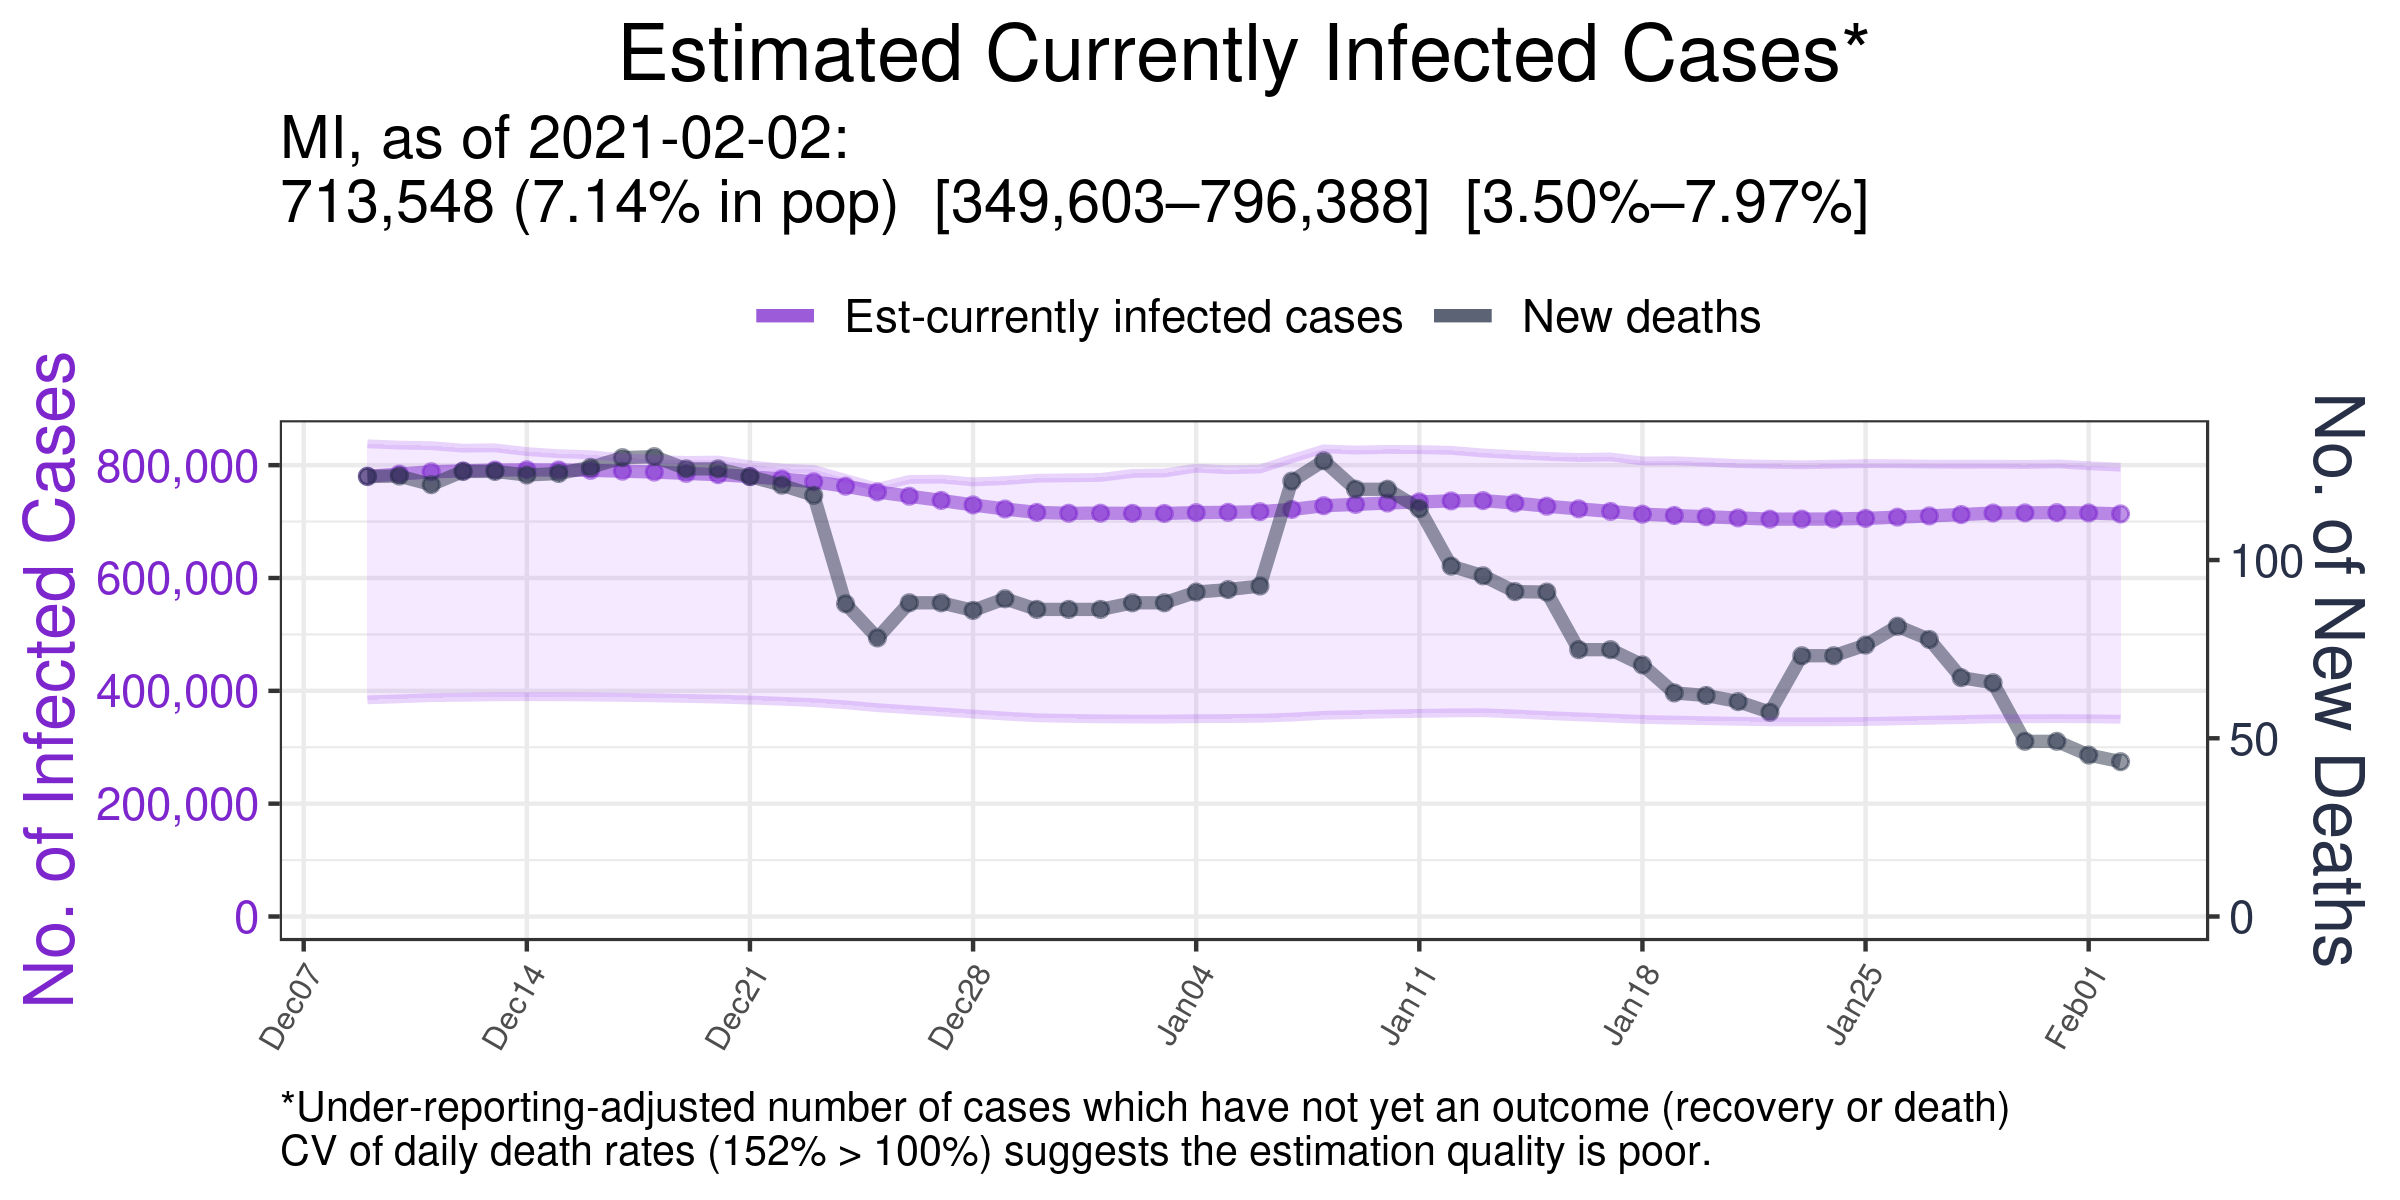 Estimated Currently Infected Cases*
MI, as of 2021-02-02:
713,548 (7.14% in pop)  [349,603–796,388]  [3.50%–7.97%]
Est-currently infected cases
New deaths
No. of Infected Cases
800,000
600,000
400,000
200,000
0
No. of New Deaths
100
50
0
Dec07
Dec14
Dec21
Dec28
Jan04
Jan11
Jan18
Jan25
Feb01
*Under-reporting-adjusted number of cases which have not yet an outcome (recovery or death)
CV of daily death rates (152% > 100%) suggests the estimation quality is poor.